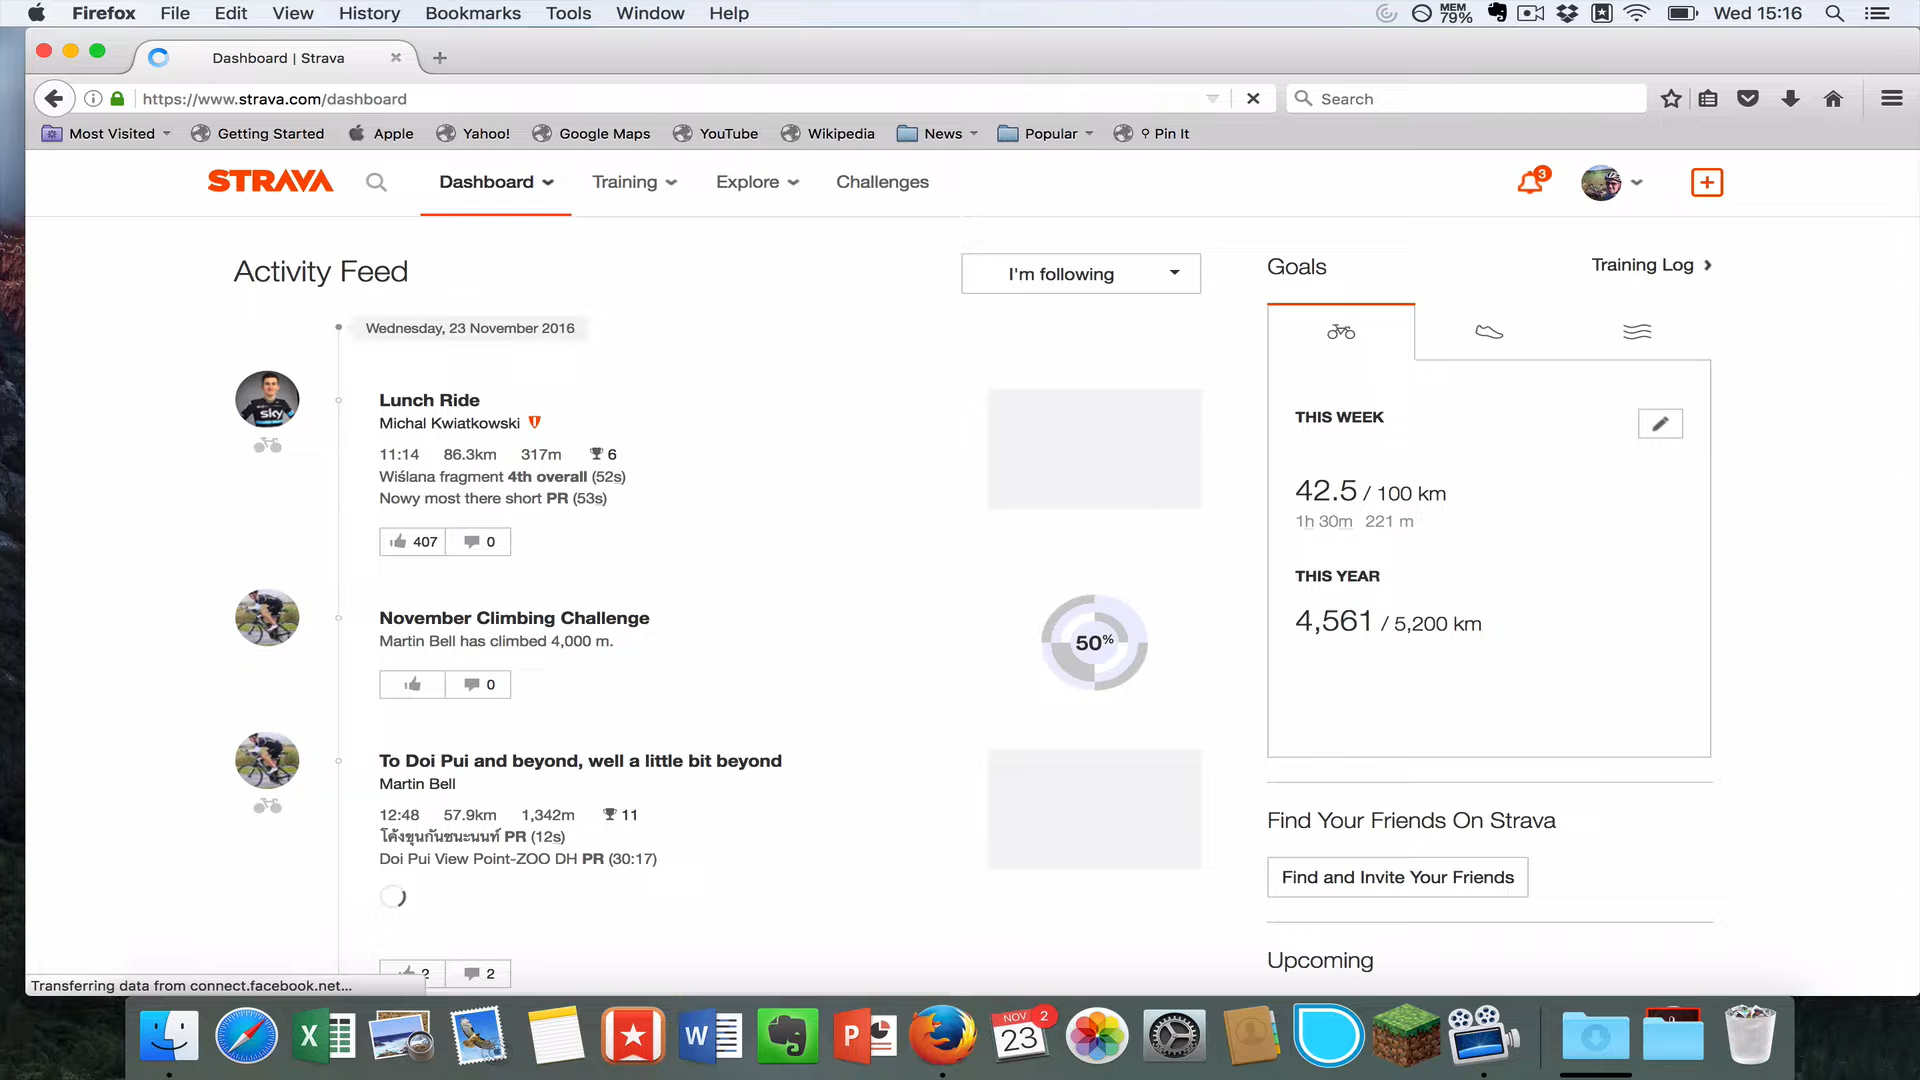 Firefox File Edit View History Bookmarks Tools Window Help
MEM 79% Wed 15:16
Dashboard | Strava
https://www.strava.com/dashboard
Search
Most Visited Getting Started Apple Yahoo! Google Maps YouTube Wikipedia News Popular Pin It
STRAVA Dashboard Training Explore Challenges 3
Activity Feed
I'm following
Goals
Training Log
Wednesday, 23 November 2016
Lunch Ride
Michal Kwiatkowski
11:14 86.3km 317m 6
Wiślana fragment 4th overall (52s)
Nowy most there short PR (53s)
407 0
November Climbing Challenge
Martin Bell has climbed 4,000 m.
0
50%
To Doi Pui and beyond, well a little bit beyond
Martin Bell
12:48 57.9km 1,342m 11
โค้งขุนกันชนะนนท์ PR (12s)
Doi Pui View Point-ZOO DH PR (30:17)
2 2
THIS WEEK
42.5 / 100 km
1h 30m 221 m
THIS YEAR
4,561 / 5,200 km
Find Your Friends On Strava
Find and Invite Your Friends
Upcoming
Transferring data from connect.facebook.net...
sky
X
W
P
NOV 2
23